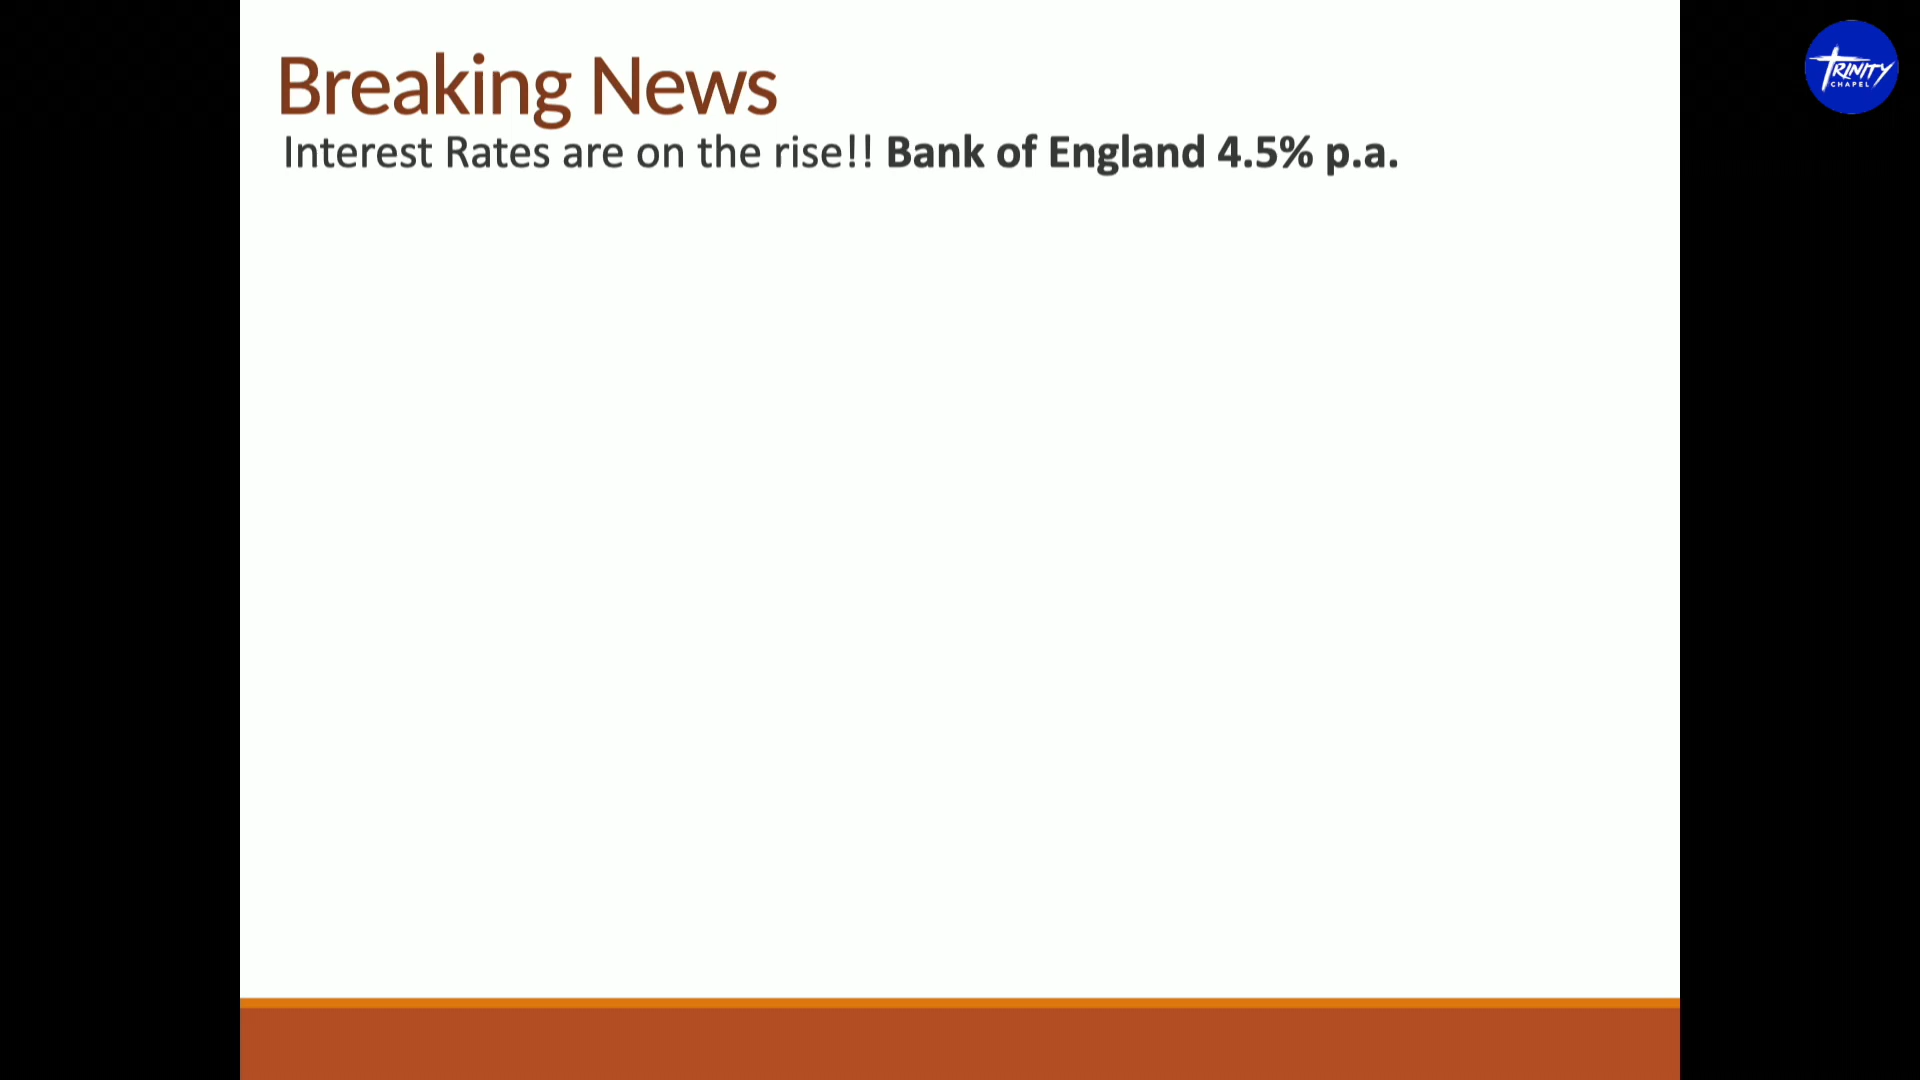 Breaking News
Interest Rates are on the rise!! Bank of England 4.5% p.a.
TRINITY
CHAPEL